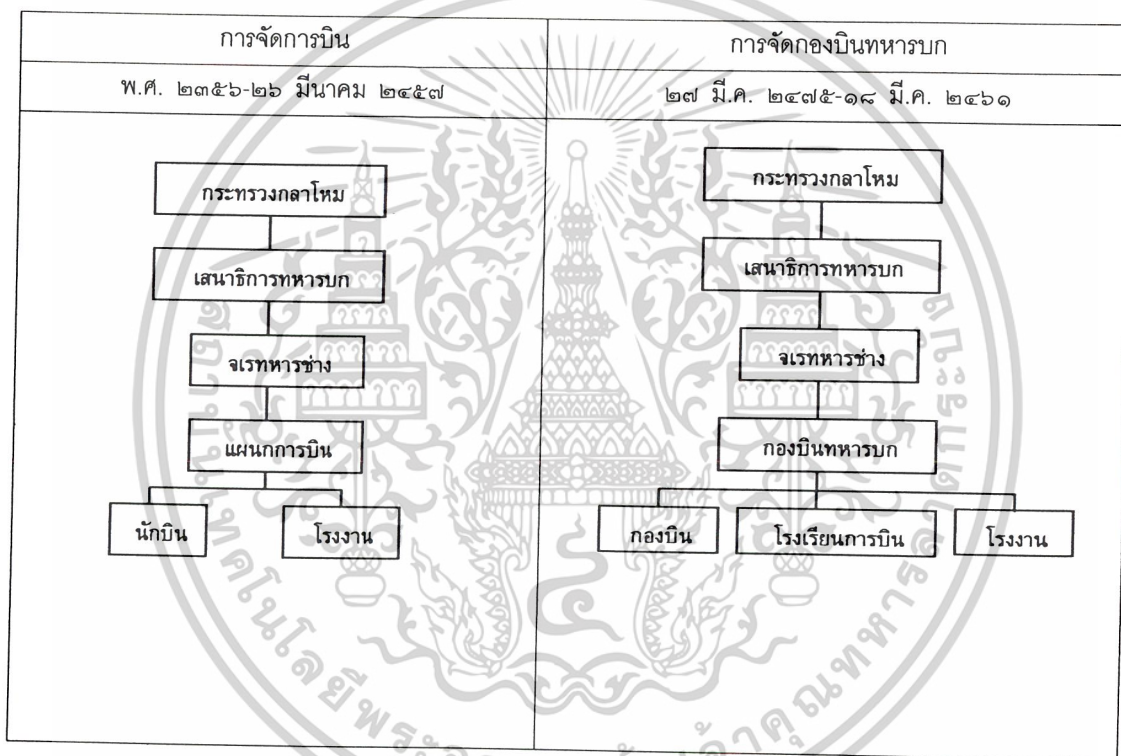 การจัดการบิน
การจัดกองบินทหารบก
พ.ศ. ๒๓๕๖-๒๖ มีนาคม ๒๔๕๗
๒๗ มี.ค. ๒๔๗๕-๑๘ มี.ค. ๒๔๖๑
กระทรวงกลาโหม
เสนาธิการทหารบก
จเรทหารช่าง
แผนกการบิน
นักบิน
โรงงาน
กระทรวงกลาโหม
เสนาธิการทหารบก
จเรทหารช่าง
กองบินทหารบก
กองบิน
โรงเรียนการบิน
โรงงาน